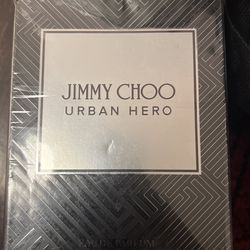 JIMMY CHOO
URBAN HERO
EAU DE PARFUM